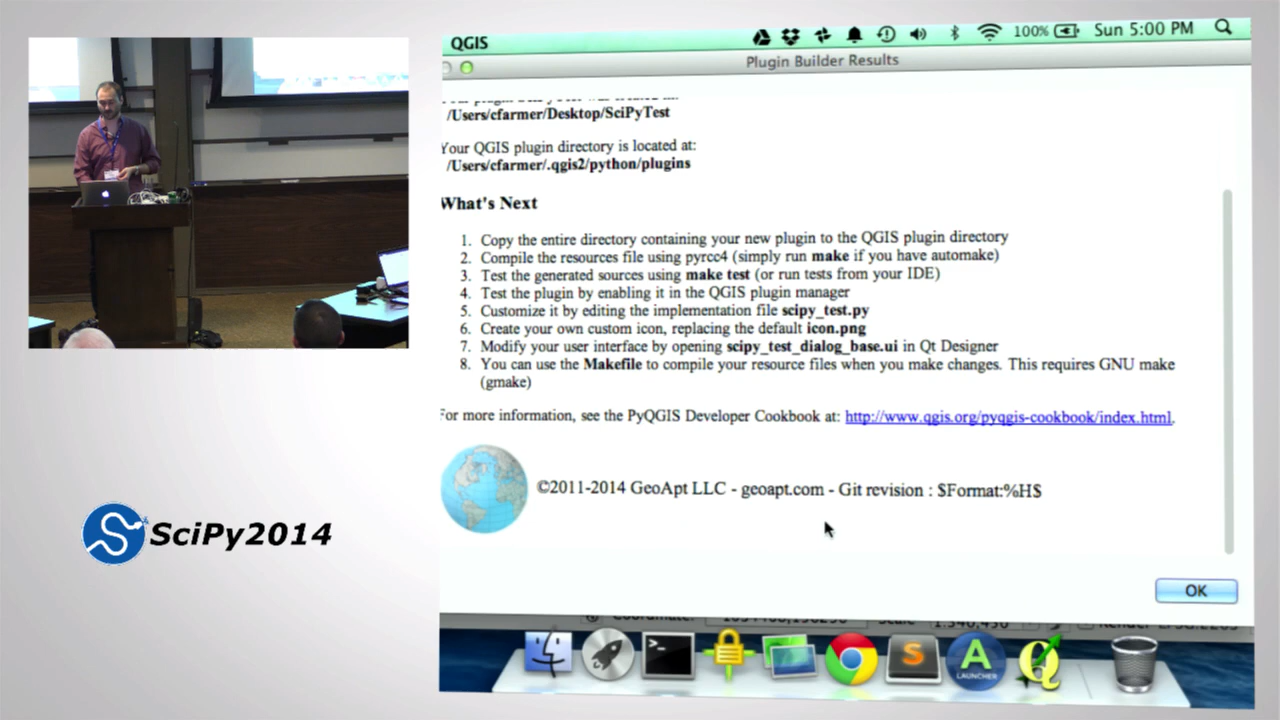 QGIS
100%
Sun 5:00 PM
Plugin Builder Results
/Users/cfarmer/Desktop/SciPyTest
Your QGIS plugin directory is located at:
/Users/cfarmer/.qgis2/python/plugins
What's Next
1. Copy the entire directory containing your new plugin to the QGIS plugin directory
2. Compile the resources file using pyrcc4 (simply run make if you have automake)
3. Test the generated sources using make test (or run tests from your IDE)
4. Test the plugin by enabling it in the QGIS plugin manager
5. Customize it by editing the implementation file scipy_test.py
6. Create your own custom icon, replacing the default icon.png
7. Modify your user interface by opening scipy_test_dialog_base.ui in Qt Designer
8. You can use the Makefile to compile your resource files when you make changes. This requires GNU make
(gmake)
For more information, see the PyQGIS Developer Cookbook at: http://www.qgis.org/pyqgis-cookbook/index.html.
©2011-2014 GeoApt LLC - geoapt.com - Git revision : $Format:%H$
OK
SciPy2014
S
A
LAUNCHER